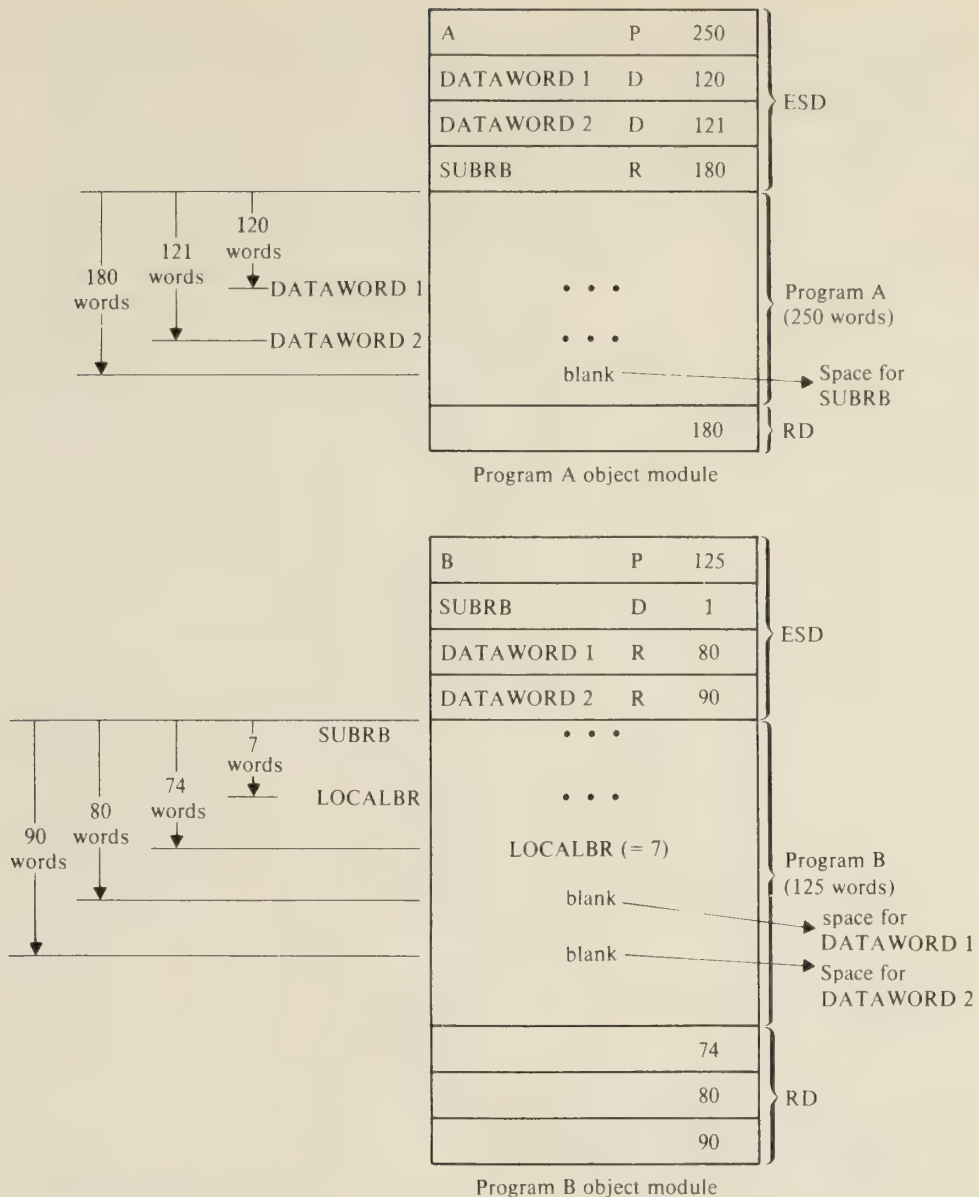 A P 250
DATAWORD 1 D 120
DATAWORD 2 D 121
SUBRB R 180
ESD
120
words
121
words
180
words
DATAWORD 1
DATAWORD 2
• • •
• • •
blank
Program A
(250 words)
Space for
SUBRB
180
RD
Program A object module
B P 125
SUBRB D 1
DATAWORD 1 R 80
DATAWORD 2 R 90
ESD
SUBRB
7
words
LOCALBR
74
words
80
words
90
words
• • •
• • •
LOCALBR (= 7)
blank
blank
Program B
(125 words)
space for
DATAWORD 1
Space for
DATAWORD 2
74
80
90
RD
Program B object module